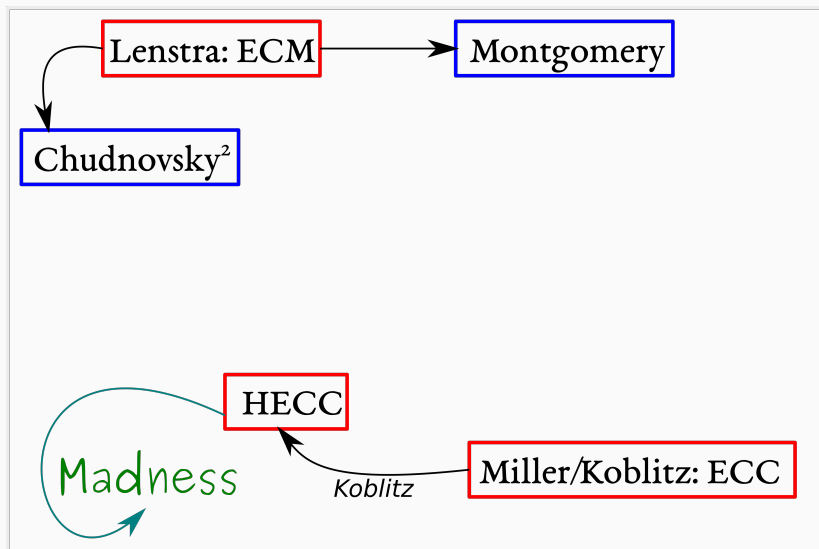 Lenstra: ECM
Montgomery
Chudnovsky²
HECC
Madness
Koblitz
Miller/Koblitz: ECC